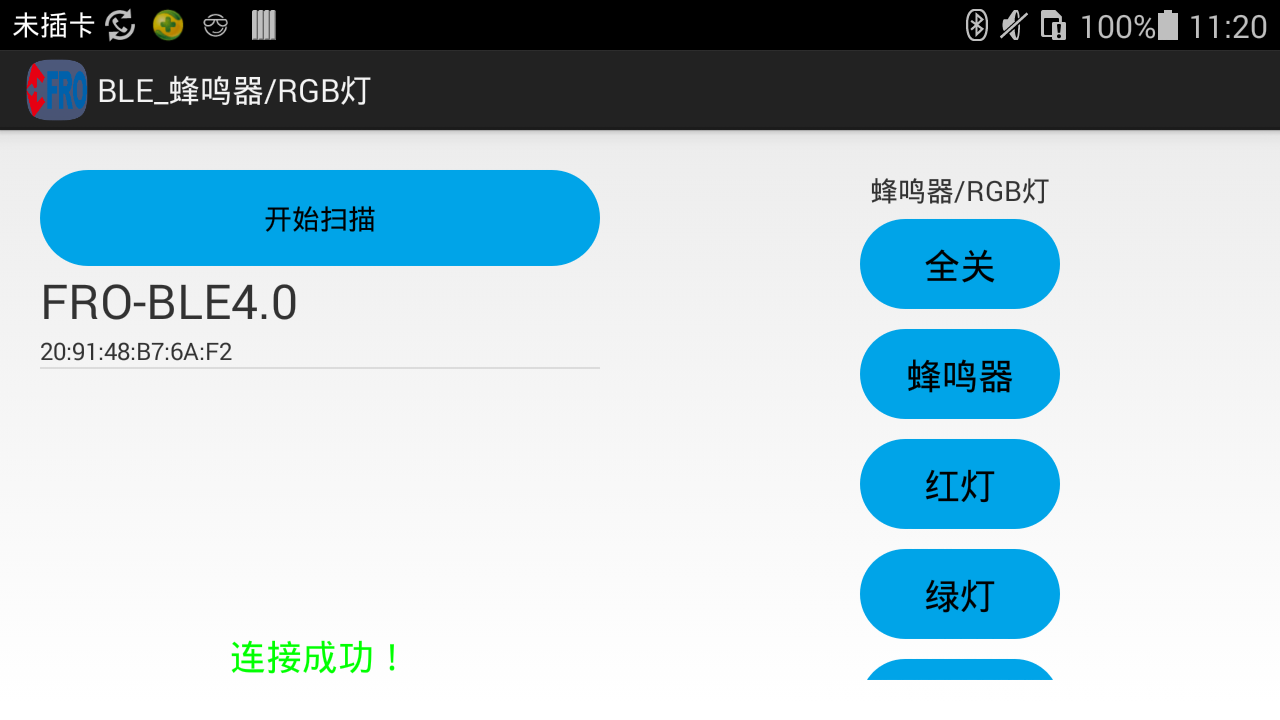 未插卡 100% 11:20
FRO BLE_蜂鸣器/RGB灯
开始扫描
FRO-BLE4.0
20:91:48:B7:6A:F2
连接成功！
蜂鸣器/RGB灯
全关
蜂鸣器
红灯
绿灯